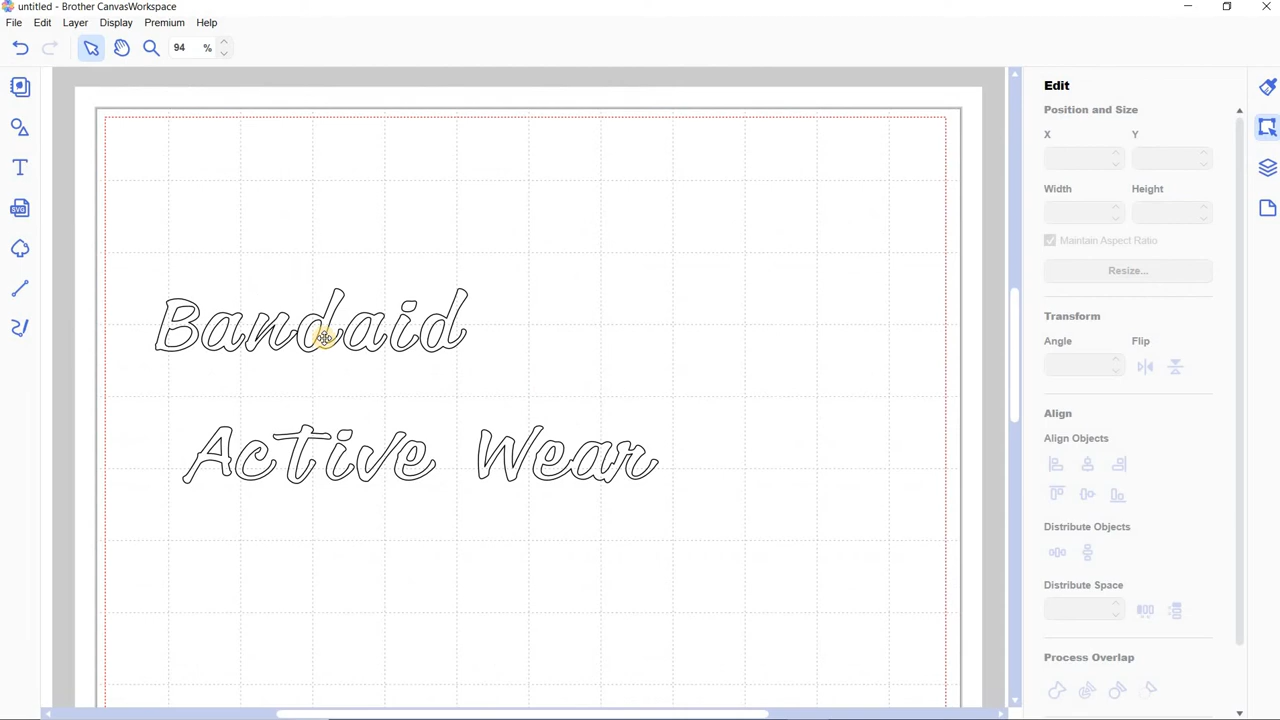 untitled - Brother CanvasWorkspace
File Edit Layer Display Premium Help
94 %
Bandaid
Active Wear
SVG
Edit
Position and Size
X Y
Width Height
Maintain Aspect Ratio
Resize...
Transform
Angle Flip
Align
Align Objects
Distribute Objects
Distribute Space
Process Overlap